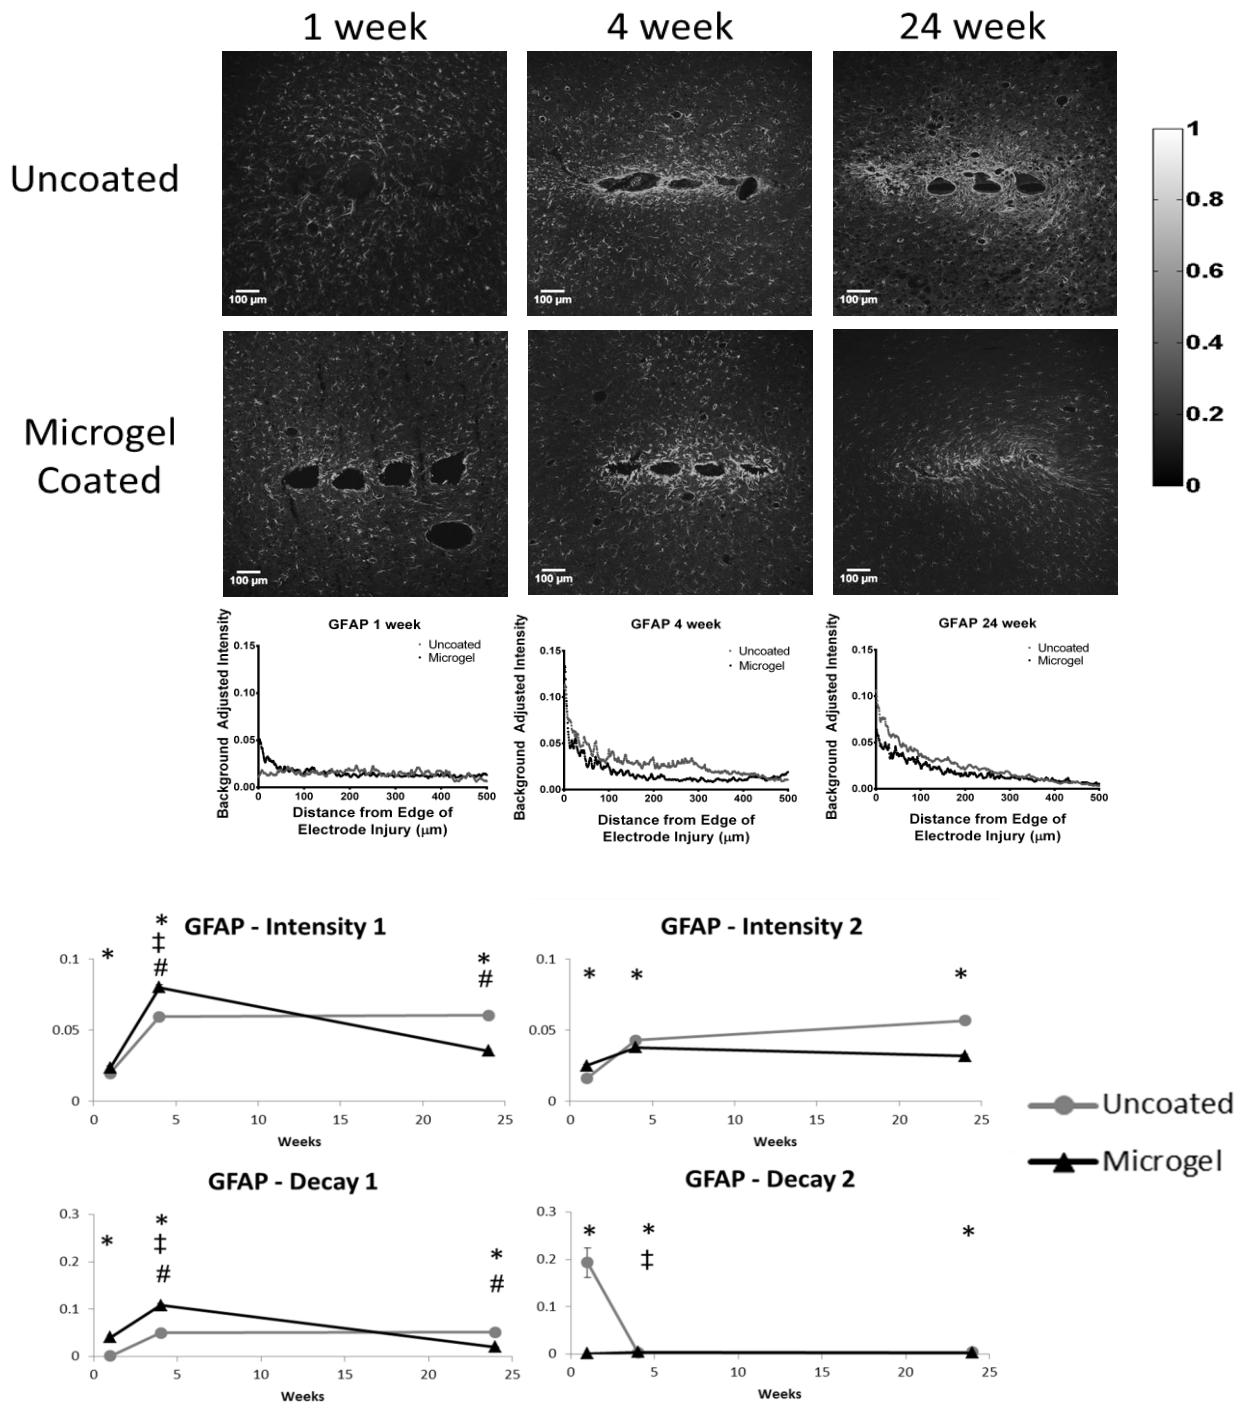 1 week 4 week 24 week
Uncoated
100 µm 100 µm 100 µm
1
0.8
0.6
0.4
0.2
0
Microgel
Coated
100 µm 100 µm 100 µm
GFAP 1 week
Background Adjusted Intensity
0.15
0.10
0.05
0.00
Uncoated
Microgel
0 100 200 300 400 500
Distance from Edge of
Electrode Injury (µm)
GFAP 4 week
Background Adjusted Intensity
0.15
0.10
0.05
0.00
Uncoated
Microgel
0 100 200 300 400 500
Distance from Edge of
Electrode Injury (µm)
GFAP 24 week
Background Adjusted Intensity
0.15
0.10
0.05
0.00
Uncoated
Microgel
0 100 200 300 400 500
Distance from Edge of
Electrode Injury (µm)
GFAP - Intensity 1
0.1
0.05
0
* * ‡ # * #
0 5 10 15 20 25
Weeks
GFAP - Intensity 2
0.1
0.05
0
* * *
0 5 10 15 20 25
Weeks
Uncoated
Microgel
GFAP - Decay 1
0.3
0.2
0.1
0
* * ‡ # * #
0 5 10 15 20 25
Weeks
GFAP - Decay 2
0.3
0.2
0.1
0
* * ‡ *
0 5 10 15 20 25
Weeks